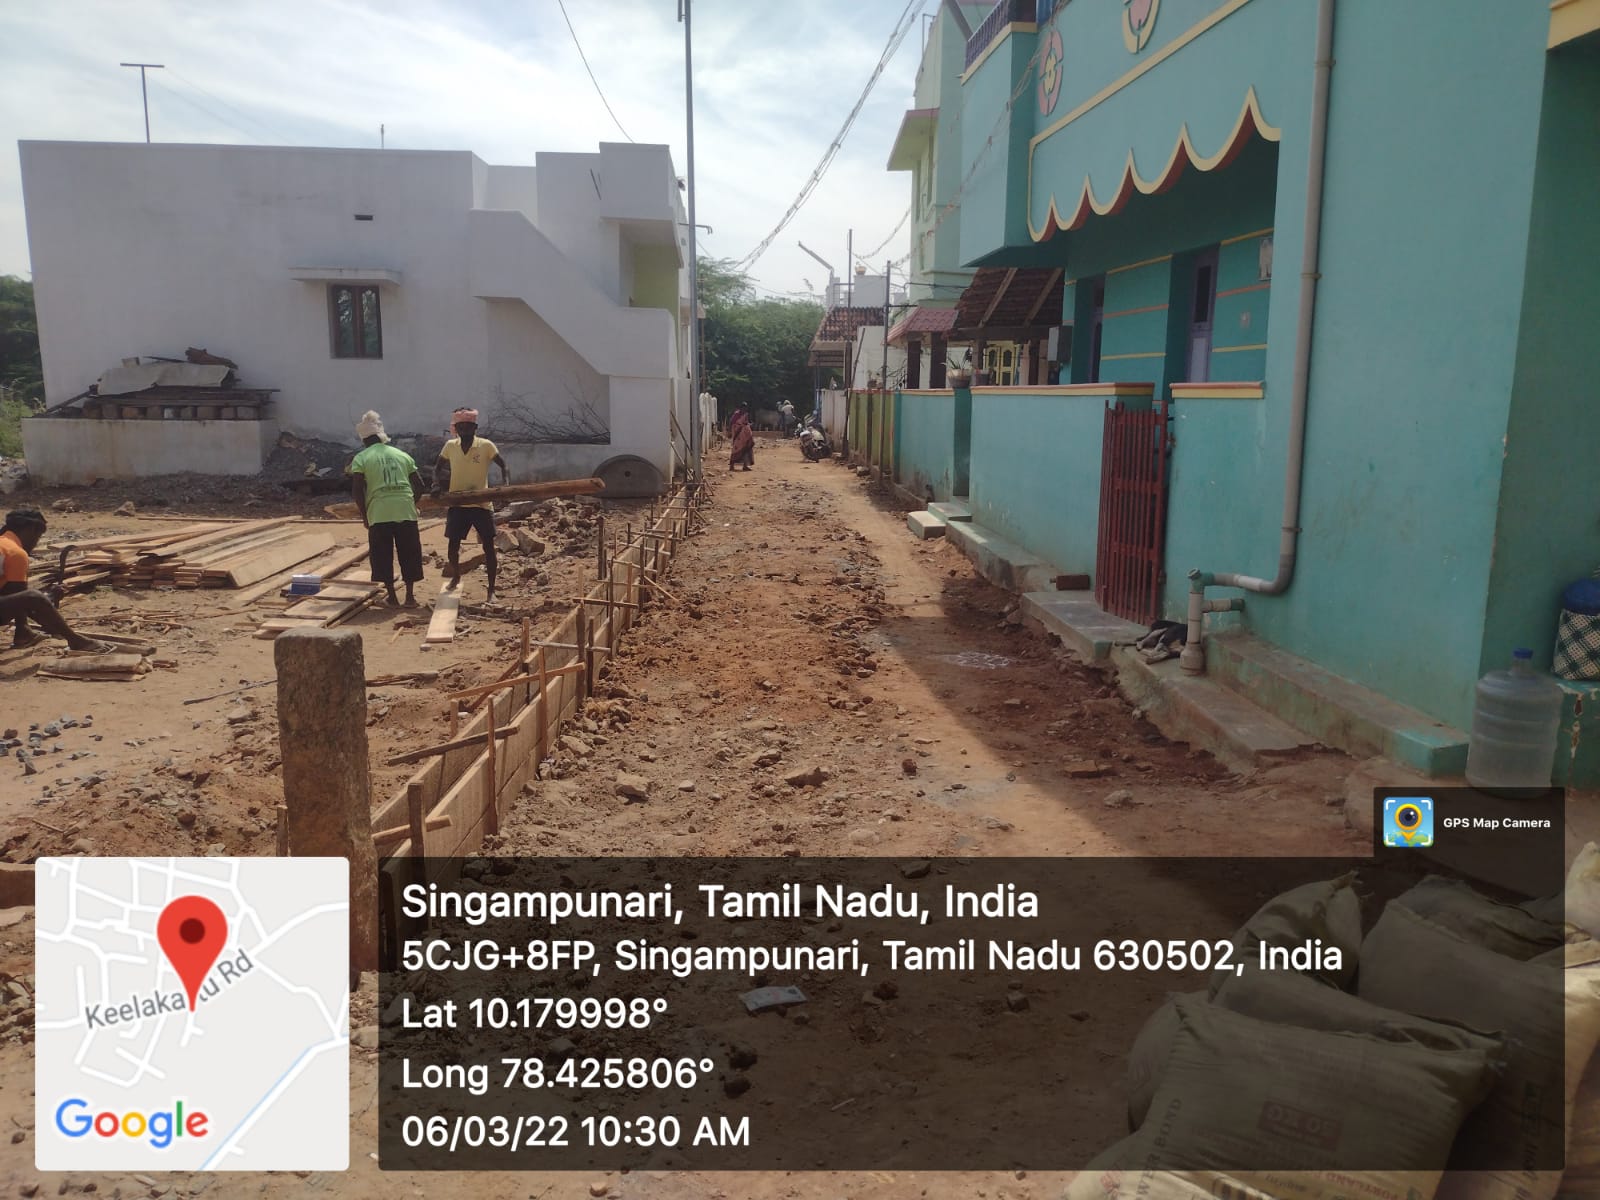 GPS Map Camera
Singampunari, Tamil Nadu, India
5CJG+8FP, Singampunari, Tamil Nadu 630502, India
Lat 10.179998°
Long 78.425806°
06/03/22 10:30 AM
Rd
Google